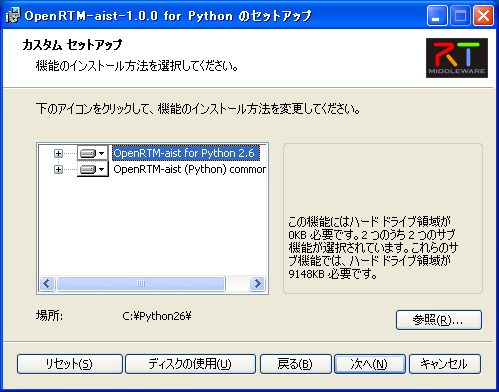 OpenRTM-aist-1.0.0 for Python のセットアップ
カスタム セットアップ
機能のインストール方法を選択してください。
RT
MIDDLEWARE
下のアイコンをクリックして、機能のインストール方法を変更してください。
OpenRTM-aist for Python 2.6
OpenRTM-aist (Python) common
この機能にはハード ドライブ領域が
0KB 必要です。2 つのうち 2 つのサブ
機能が選択されています。これらのサ
ブ機能では、ハード ドライブ領域が
9148KB 必要です。
場所:
C:¥Python26¥
参照(R)...
リセット(S)
ディスクの使用(U)
戻る(B)
次へ(N)
キャンセル